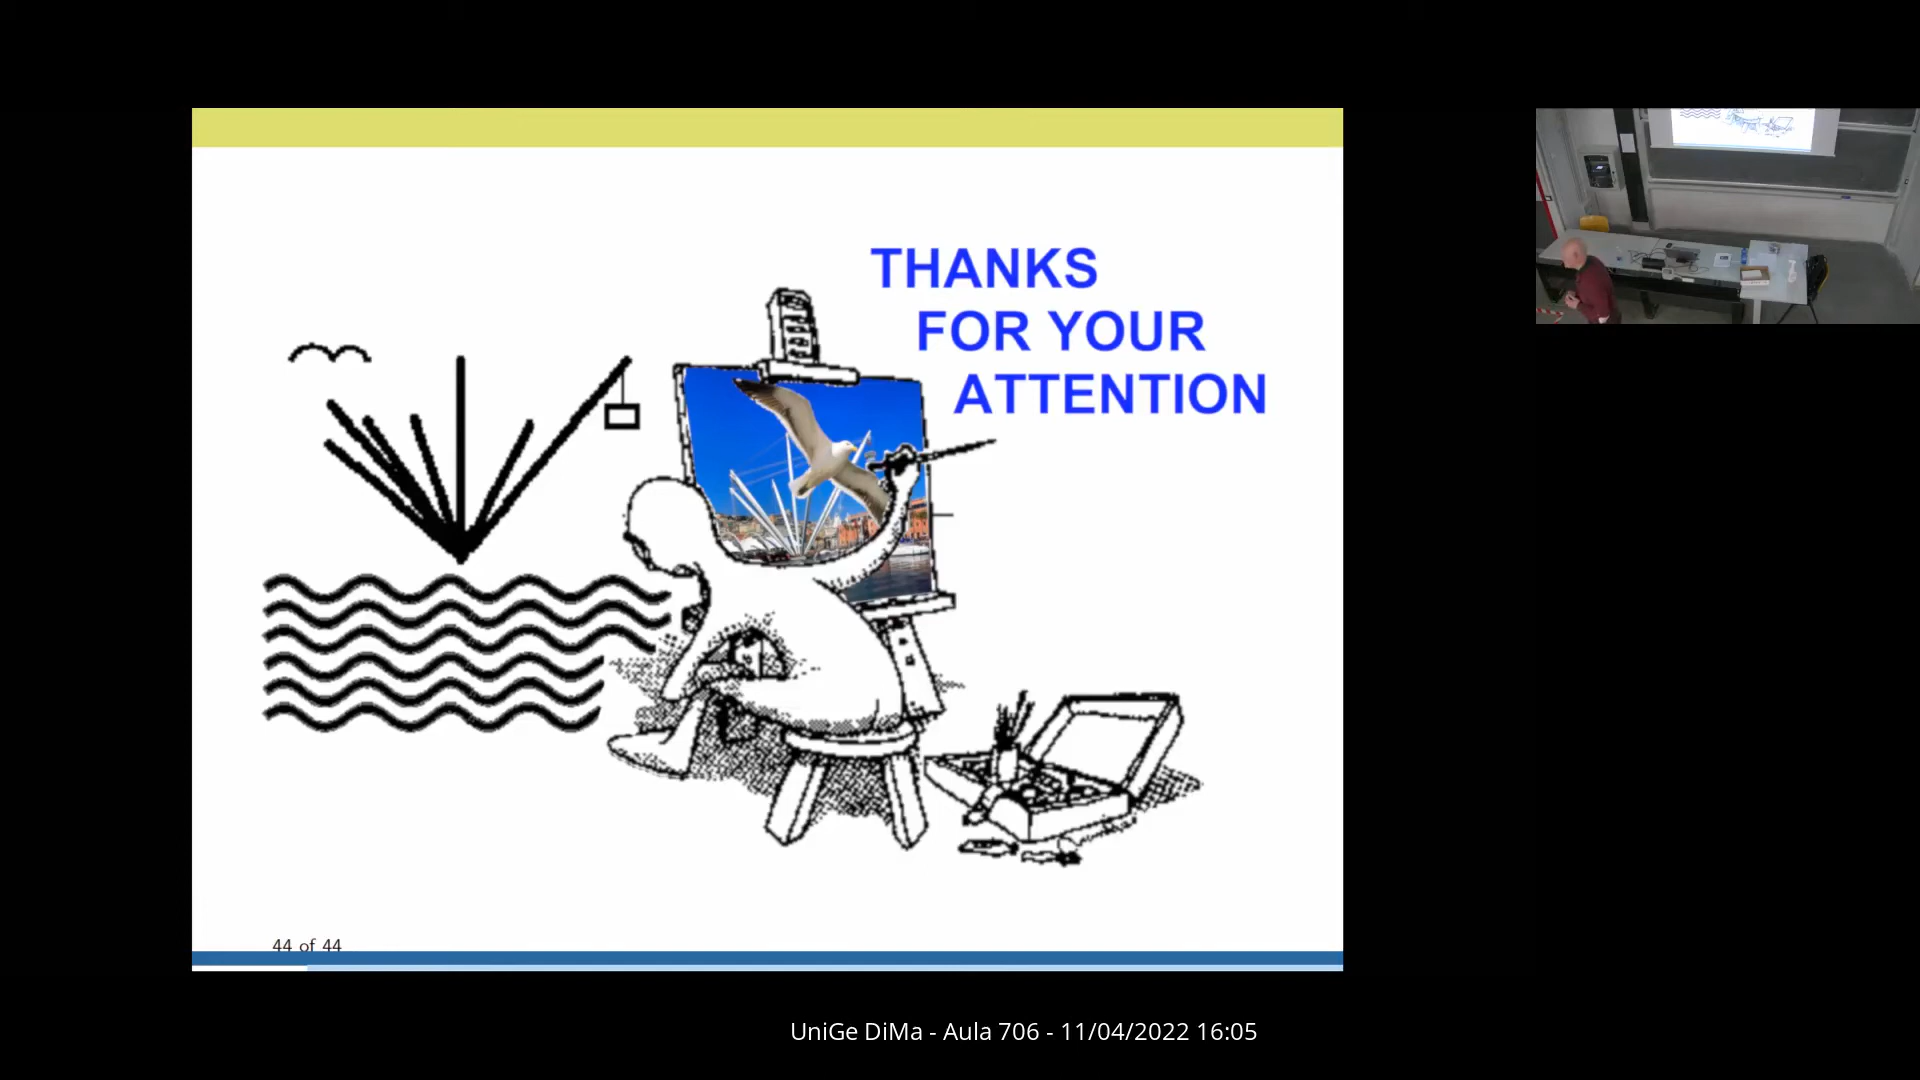 THANKS
FOR YOUR
ATTENTION
44 of 44
UniGe DiMa - Aula 706 - 11/04/2022 16:05